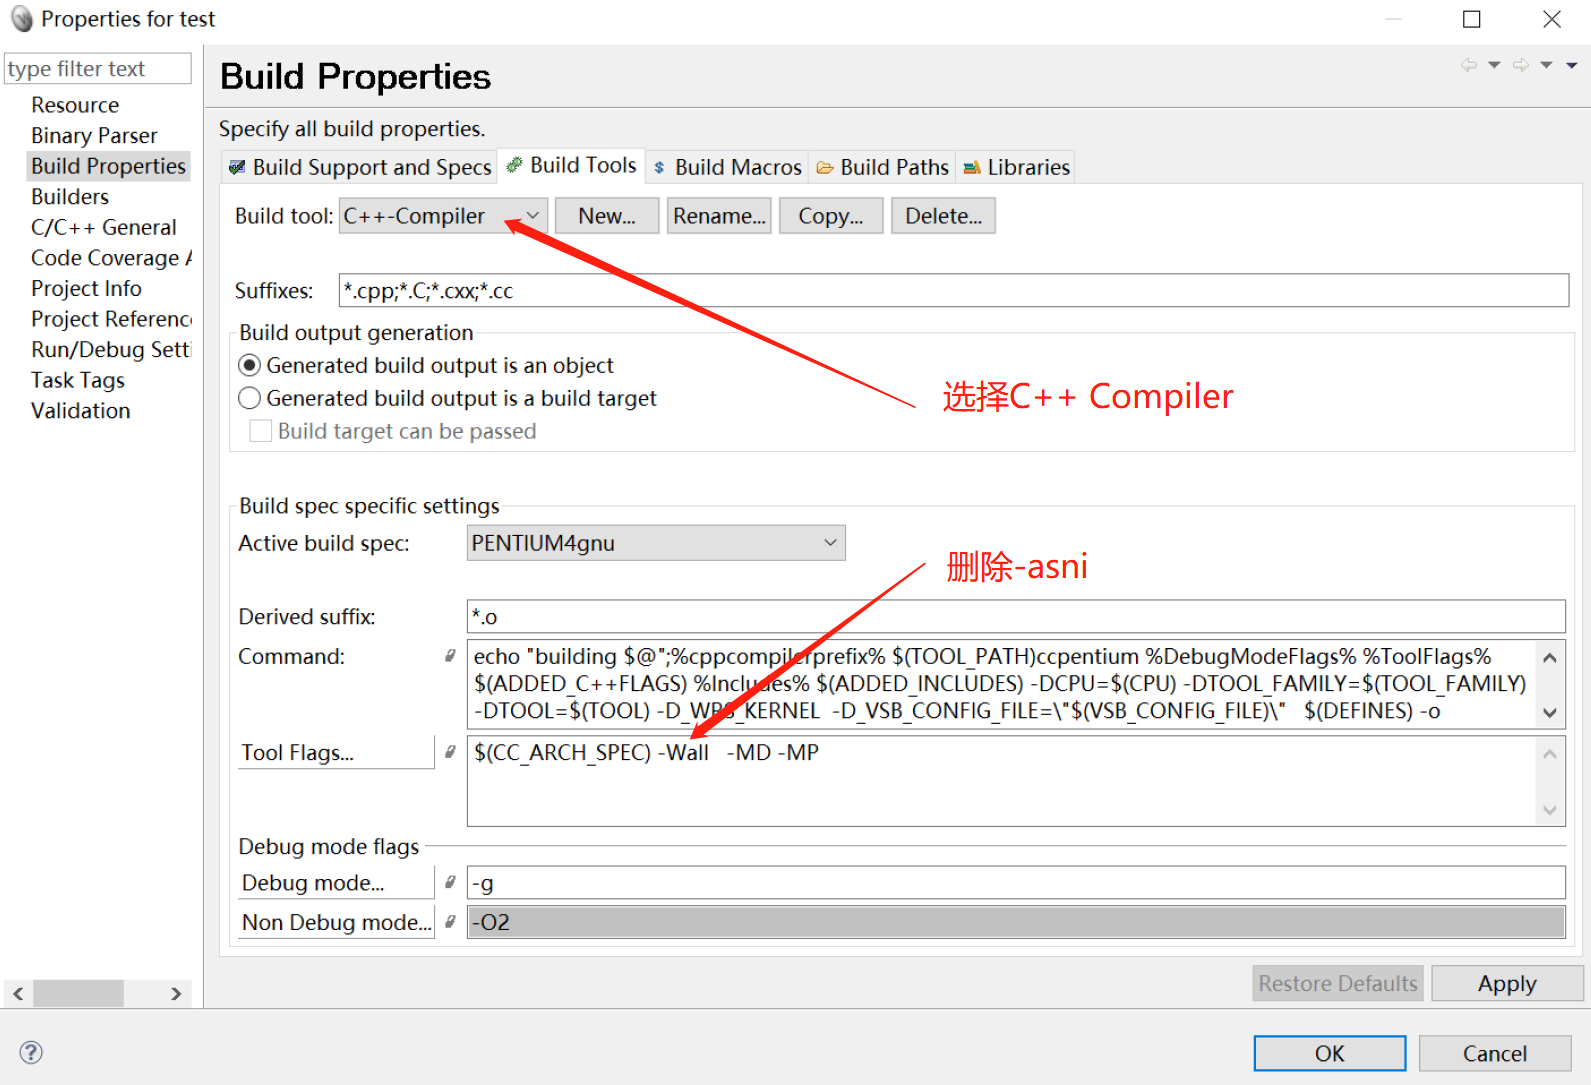 Properties for test
type filter text
Resource
Binary Parser
Build Properties
Builders
C/C++ General
Code Coverage A
Project Info
Project Referenc
Run/Debug Setti
Task Tags
Validation
Build Properties
Specify all build properties.
Build Support and Specs
Build Tools
Build Macros
Build Paths
Libraries
Build tool: C++-Compiler New... Rename... Copy... Delete...
Suffixes: *.cpp;*.C;*.cxx;*.cc
Build output generation
Generated build output is an object
Generated build output is a build target
选择C++ Compiler
Build target can be passed
Build spec specific settings
Active build spec: PENTIUM4gnu
删除-asni
Derived suffix: *.o
Command: echo "building $@";%cppcompilerprefix% $(TOOL_PATH)ccpentium %DebugModeFlags% %ToolFlags%
$(ADDED_C++FLAGS) %Includes% $(ADDED_INCLUDES) -DCPU=$(CPU) -DTOOL_FAMILY=$(TOOL_FAMILY)
-DTOOL=$(TOOL) -D_WRS_KERNEL -D_VSB_CONFIG_FILE=\"$(VSB_CONFIG_FILE)\" $(DEFINES) -o
Tool Flags... $(CC_ARCH_SPEC) -Wall -MD -MP
Debug mode flags
Debug mode... -g
Non Debug mode... -O2
Restore Defaults Apply
OK Cancel